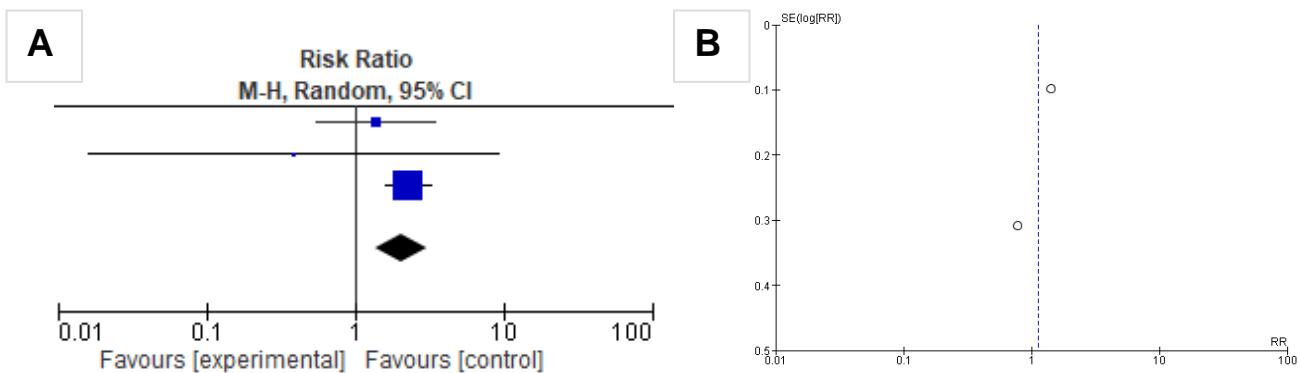 A
Risk Ratio
M-H, Random, 95% CI
0.01 0.1 1 10 100
Favours [experimental] Favours [control]
B
SE(log[RR])
0
0.1
0.2
0.3
0.4
0.5
RR
0.01 0.1 1 10 100